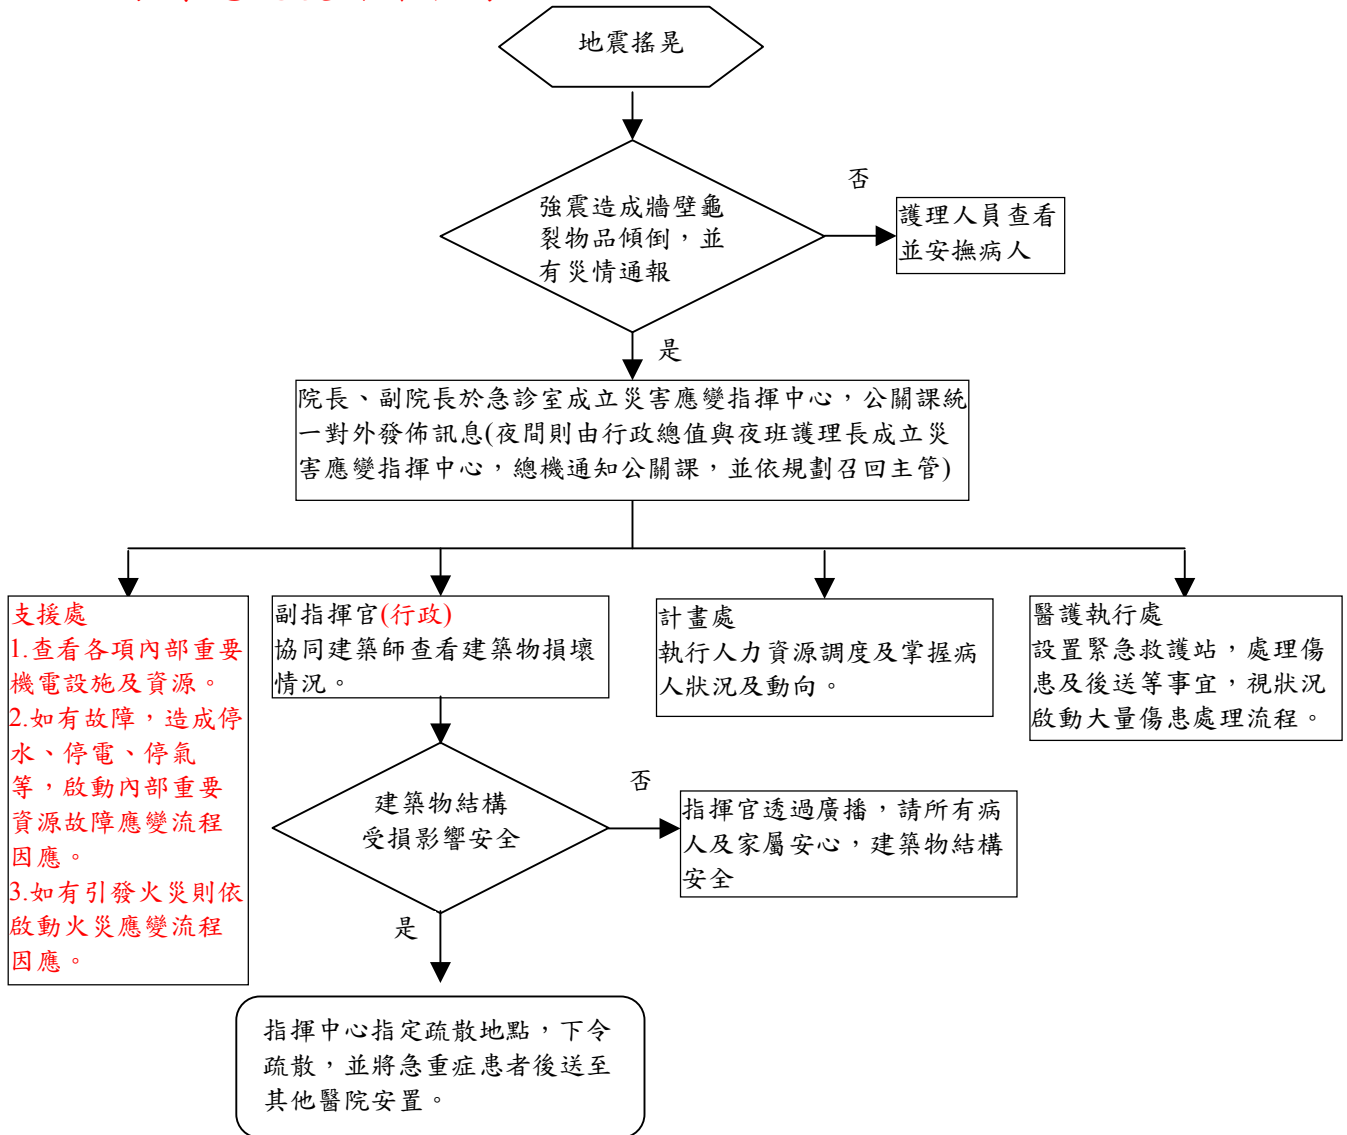 地震搖晃
強震造成牆壁龜
裂物品傾倒，並
有災情通報
否
護理人員查看
並安撫病人
是
院長、副院長於急診室成立災害應變指揮中心，公關課統
一對外發佈訊息(夜間則由行政總值與夜班護理長成立災
害應變指揮中心，總機通知公關課，並依規劃召回主管)
支援處
1.查看各項內部重要
機電設施及資源。
2.如有故障，造成停
水、停電、停氣
等，啟動內部重要
資源故障應變流程
因應。
3.如有引發火災則依
啟動火災應變流程
因應。
副指揮官(行政)
協同建築師查看建築物損壞
情況。
計畫處
執行人力資源調度及掌握病
人狀況及動向。
醫護執行處
設置緊急救護站，處理傷
患及後送等事宜，視狀況
啟動大量傷患處理流程。
建築物結構
受損影響安全
否
指揮官透過廣播，請所有病
人及家屬安心，建築物結構
安全
是
指揮中心指定疏散地點，下令
疏散，並將急重症患者後送至
其他醫院安置。